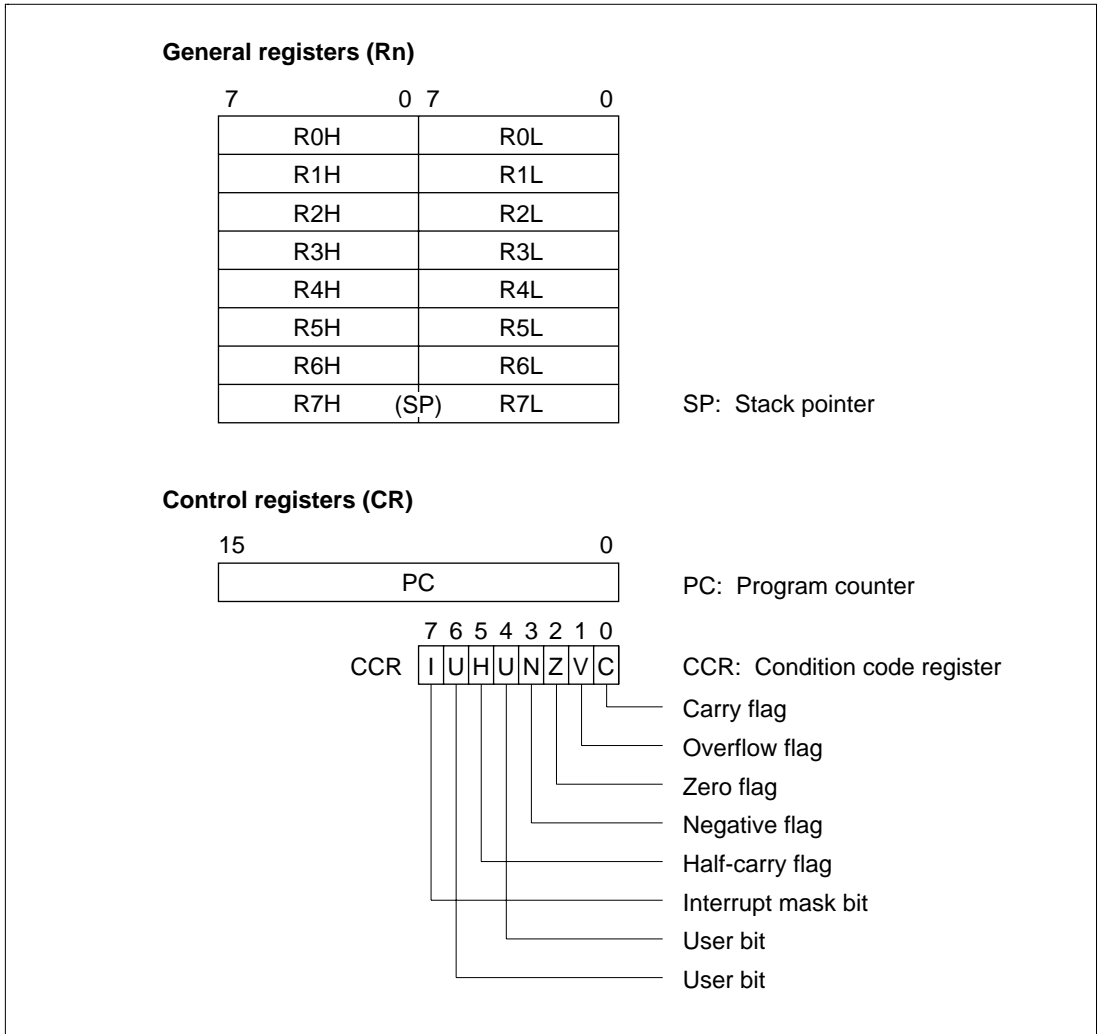 General registers (Rn)
7 0 7 0
R0H R0L
R1H R1L
R2H R2L
R3H R3L
R4H R4L
R5H R5L
R6H R6L
R7H (SP) R7L SP: Stack pointer
Control registers (CR)
15 0
PC PC: Program counter
7 6 5 4 3 2 1 0
CCR I U H U N Z V C CCR: Condition code register
Carry flag
Overflow flag
Zero flag
Negative flag
Half-carry flag
Interrupt mask bit
User bit
User bit